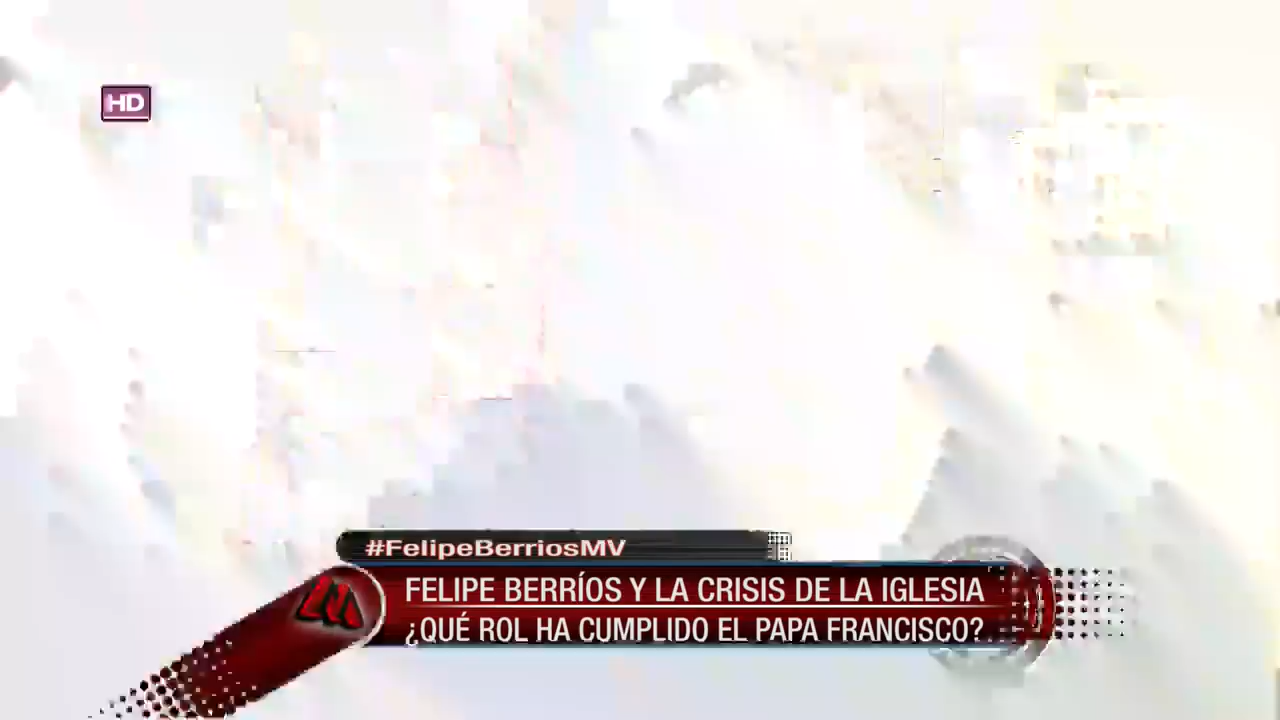 HD
#FelipeBerriosMV
FELIPE BERRÍOS Y LA CRISIS DE LA IGLESIA
¿QUÉ ROL HA CUMPLIDO EL PAPA FRANCISCO?